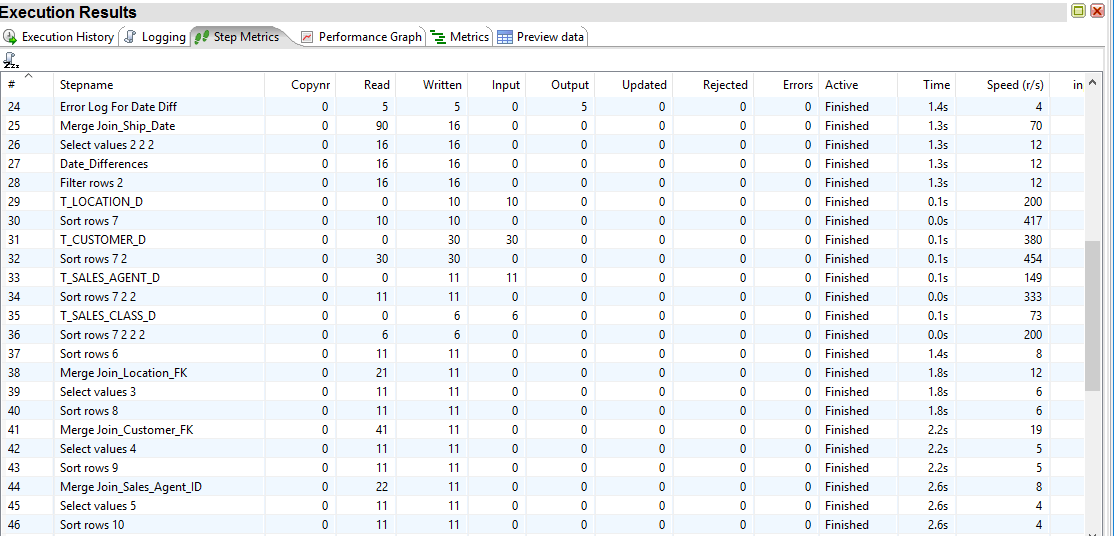 Execution Results
Execution History Logging Step Metrics Performance Graph Metrics Preview data
# Stepname Copynr Read Written Input Output Updated Rejected Errors Active Time Speed (r/s) in
24 Error Log For Date Diff 0 5 5 0 5 0 0 0 Finished 1.4s 4
25 Merge Join_Ship_Date 0 90 16 0 0 0 0 0 Finished 1.3s 70
26 Select values 2 2 2 0 16 16 0 0 0 0 0 Finished 1.3s 12
27 Date_Differences 0 16 16 0 0 0 0 0 Finished 1.3s 12
28 Filter rows 2 0 16 16 0 0 0 0 0 Finished 1.3s 12
29 T_LOCATION_D 0 0 10 10 0 0 0 0 Finished 0.1s 200
30 Sort rows 7 0 10 10 0 0 0 0 0 Finished 0.0s 417
31 T_CUSTOMER_D 0 0 30 30 0 0 0 0 Finished 0.1s 380
32 Sort rows 7 2 0 30 30 0 0 0 0 0 Finished 0.1s 454
33 T_SALES_AGENT_D 0 0 11 11 0 0 0 0 Finished 0.1s 149
34 Sort rows 7 2 2 0 11 11 0 0 0 0 0 Finished 0.0s 333
35 T_SALES_CLASS_D 0 0 6 6 0 0 0 0 Finished 0.1s 73
36 Sort rows 7 2 2 2 0 6 6 0 0 0 0 0 Finished 0.0s 200
37 Sort rows 6 0 11 11 0 0 0 0 0 Finished 1.4s 8
38 Merge Join_Location_FK 0 21 11 0 0 0 0 0 Finished 1.8s 12
39 Select values 3 0 11 11 0 0 0 0 0 Finished 1.8s 6
40 Sort rows 8 0 11 11 0 0 0 0 0 Finished 1.8s 6
41 Merge Join_Customer_FK 0 41 11 0 0 0 0 0 Finished 2.2s 19
42 Select values 4 0 11 11 0 0 0 0 0 Finished 2.2s 5
43 Sort rows 9 0 11 11 0 0 0 0 0 Finished 2.2s 5
44 Merge Join_Sales_Agent_ID 0 22 11 0 0 0 0 0 Finished 2.6s 8
45 Select values 5 0 11 11 0 0 0 0 0 Finished 2.6s 4
46 Sort rows 10 0 11 11 0 0 0 0 0 Finished 2.6s 4